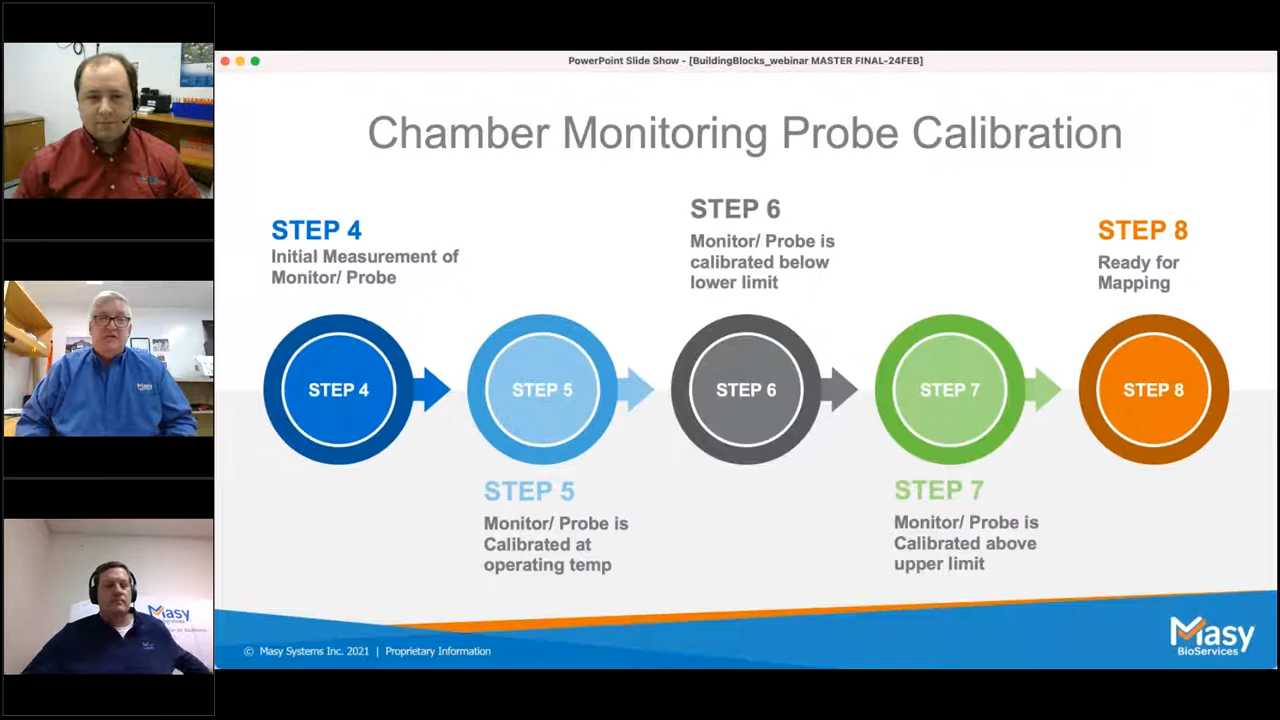 PowerPoint Slide Show - [BuildingBlocks_webinar MASTER FINAL-24FEB]
Chamber Monitoring Probe Calibration
STEP 4
Initial Measurement of
Monitor/ Probe
STEP 6
Monitor/ Probe is
calibrated below
lower limit
STEP 8
Ready for
Mapping
STEP 4
STEP 5
STEP 6
STEP 7
STEP 8
STEP 5
Monitor/ Probe is
Calibrated at
operating temp
STEP 7
Monitor/ Probe is
Calibrated above
upper limit
© Masy Systems Inc. 2021 | Proprietary Information
Masy
BioServices
Masy